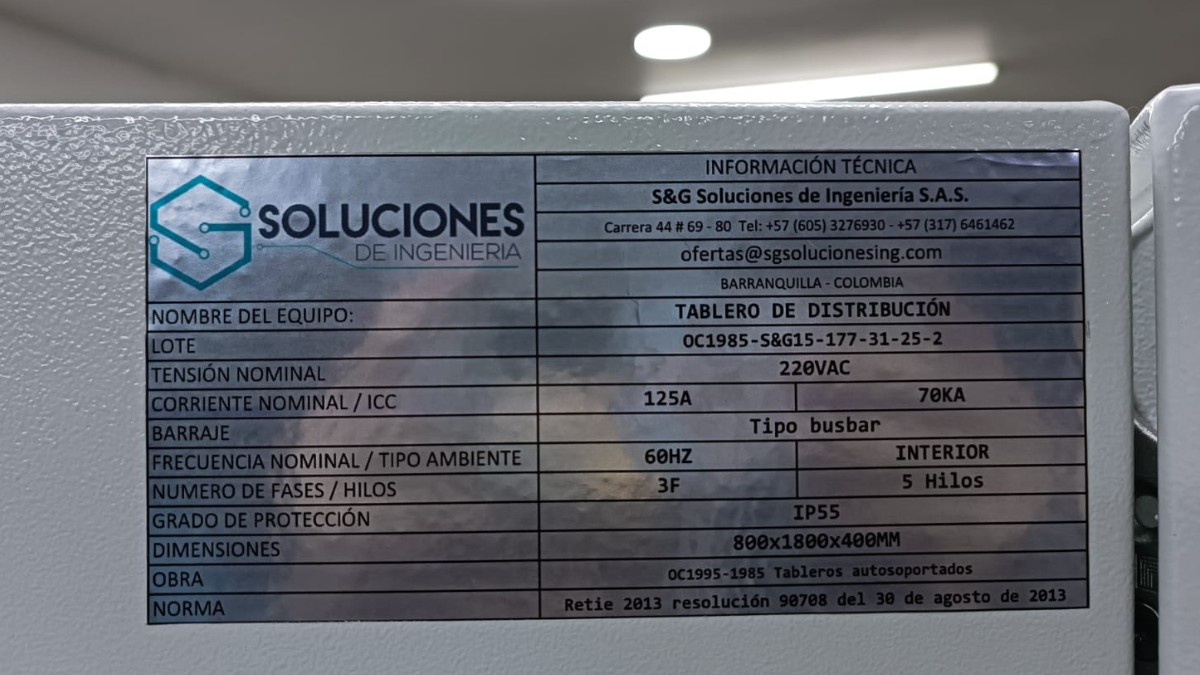 SOLUCIONES
DE INGENIERIA
INFORMACIÓN TÉCNICA
S&G Soluciones de Ingeniería S.A.S.
Carrera 44 # 69 - 80 Tel: +57 (605) 3276930 - +57 (317) 6461462
ofertas@sgsolucionesing.com
BARRANQUILLA - COLOMBIA
NOMBRE DEL EQUIPO: TABLERO DE DISTRIBUCIÓN
LOTE OC1985-S&G15-177-31-25-2
TENSIÓN NOMINAL 220VAC
CORRIENTE NOMINAL / ICC 125A 70KA
BARRAJE Tipo busbar
FRECUENCIA NOMINAL / TIPO AMBIENTE 60HZ INTERIOR
NUMERO DE FASES / HILOS 3F 5 Hilos
GRADO DE PROTECCIÓN IP55
DIMENSIONES 800x1800x400MM
OBRA OC1995-1985 Tableros autosoportados
NORMA Retie 2013 resolución 90708 del 30 de agosto de 2013